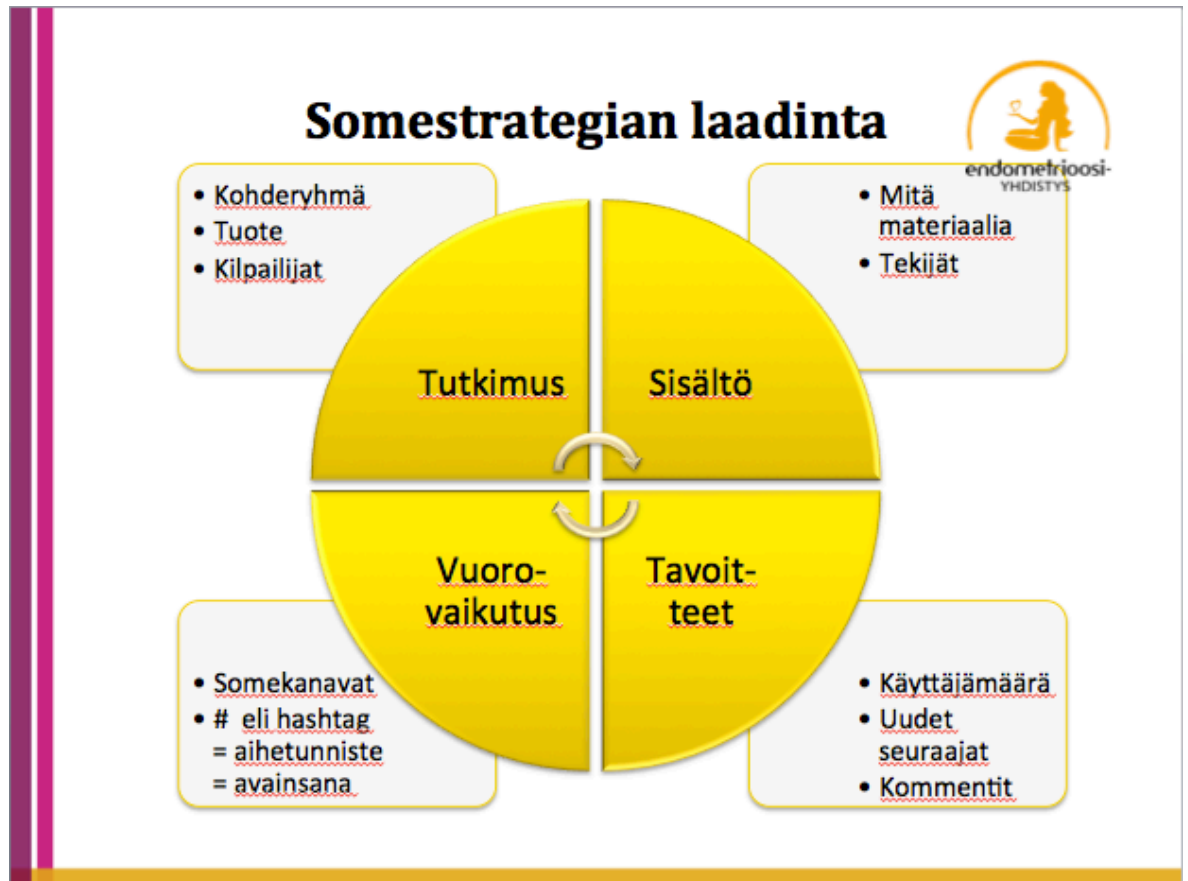 Somestrategian laadinta
endometrioosi-
YHDISTYS
• Kohderyhmä
• Tuote
• Kilpailijat
• Mitä
materiaalia
• Tekijät
Tutkimus
Sisältö
Vuoro-
vaikutus
Tavoit-
teet
• Somekanavat
• # eli hashtag
= aihetunniste
= avainsana
• Käyttäjämäärä
• Uudet
seuraajat
• Kommentit